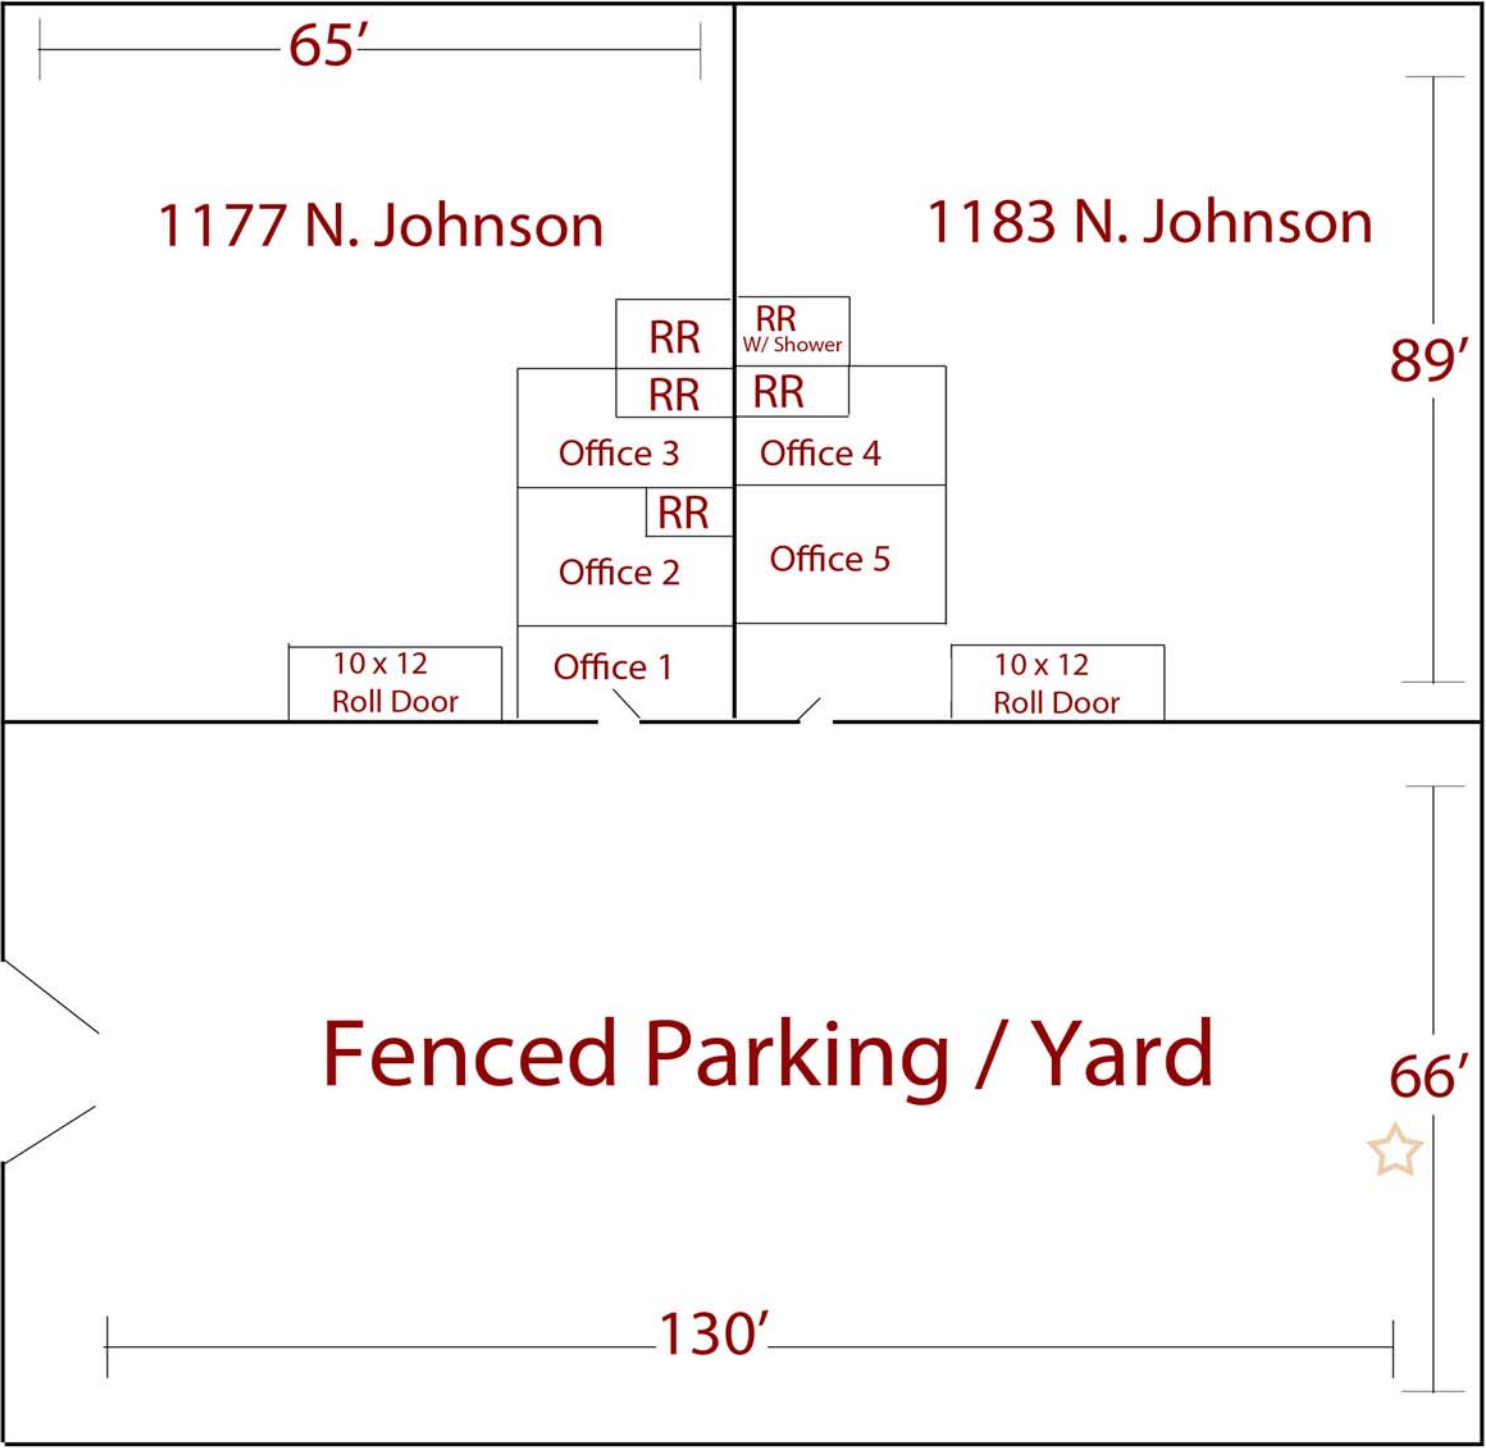 65’
1177 N. Johnson
1183 N. Johnson
89’
RR
RR
W/ Shower
RR
RR
Office 3
Office 4
RR
Office 2
Office 5
Office 1
10 x 12
Roll Door
10 x 12
Roll Door
Fenced Parking / Yard
66’
130’